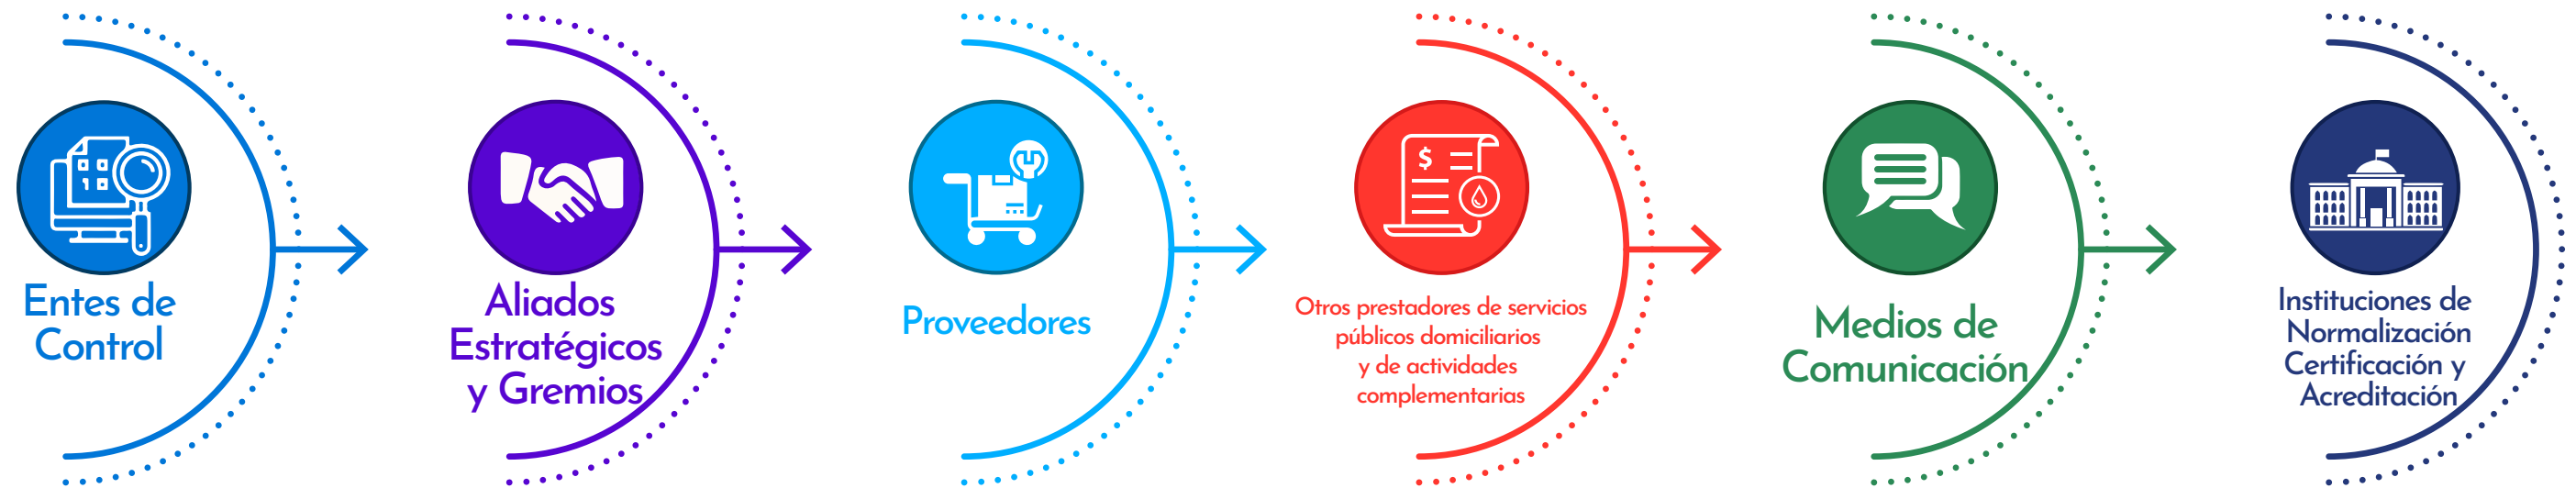 Entes de
Control
Aliados
Estratégicos
y Gremios
Proveedores
Otros prestadores de servicios
públicos domiciliarios
y de actividades
complementarias
$
Medios de
Comunicación
Instituciones de
Normalización
Certificación y
Acreditación